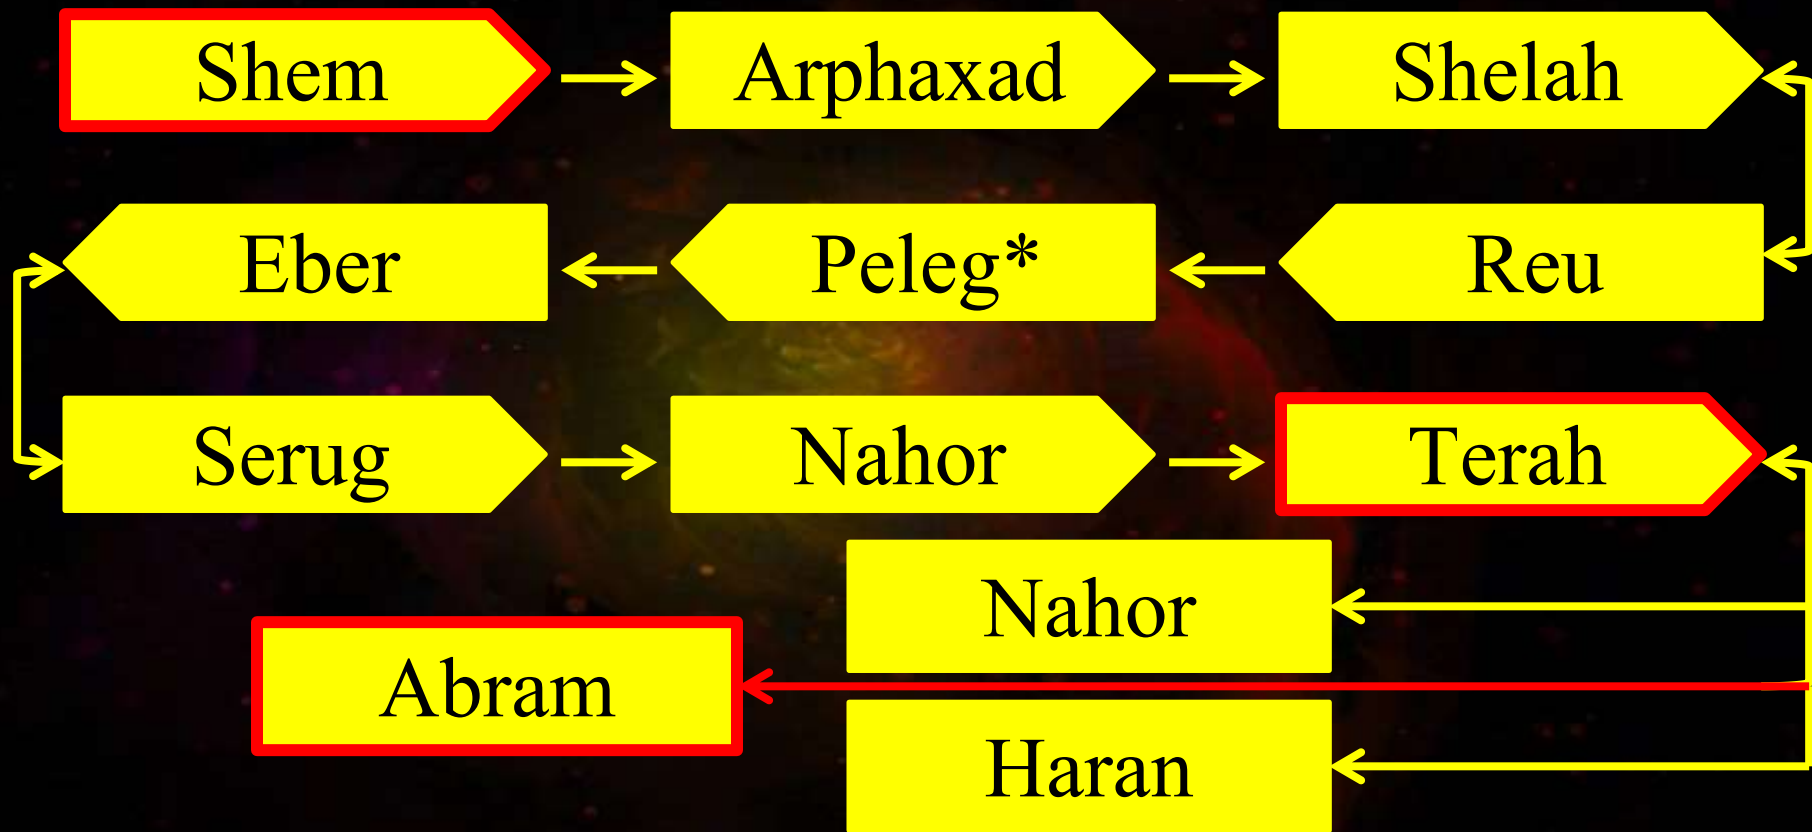 Shem
Arphaxad
Shelah
Eber
Peleg*
Reu
Serug
Nahor
Terah
Nahor
Abram
Haran